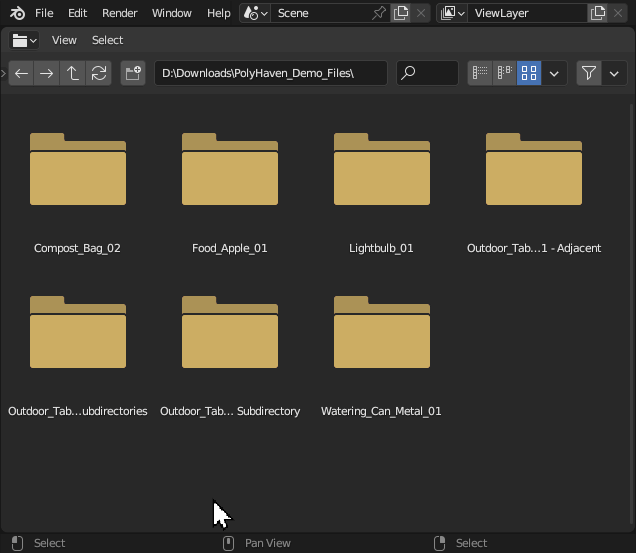 File Edit Render Window Help Scene ViewLayer
View Select
D:\Downloads\PolyHaven_Demo_Files\
Compost_Bag_02 Food_Apple_01 Lightbulb_01 Outdoor_Tab...1 - Adjacent
Outdoor_Tab...ubdirectories Outdoor_Tab... Subdirectory Watering_Can_Metal_01
Select Pan View Select